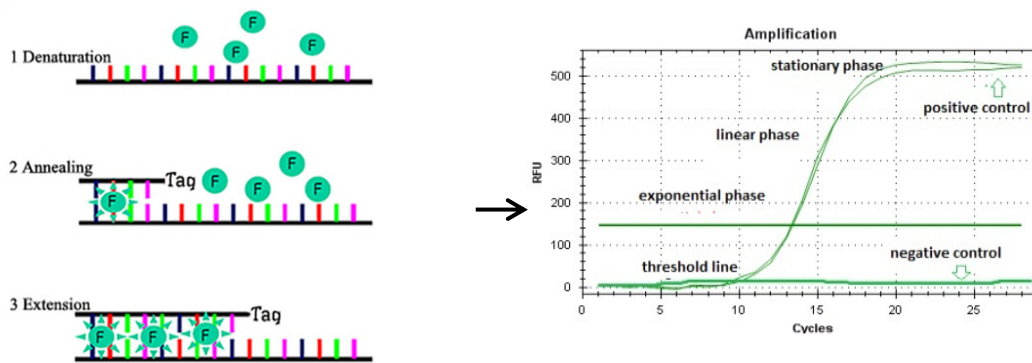 1 Denaturation
F
F
F
F
2 Annealing
F
Taq
F
F
F
F
3 Extension
F
F
F
Taq
Amplification
500
400
300
200
100
0
RFU
stationary phase
positive control
linear phase
exponential phase
negative control
threshold line
0
5
10
15
20
25
Cycles